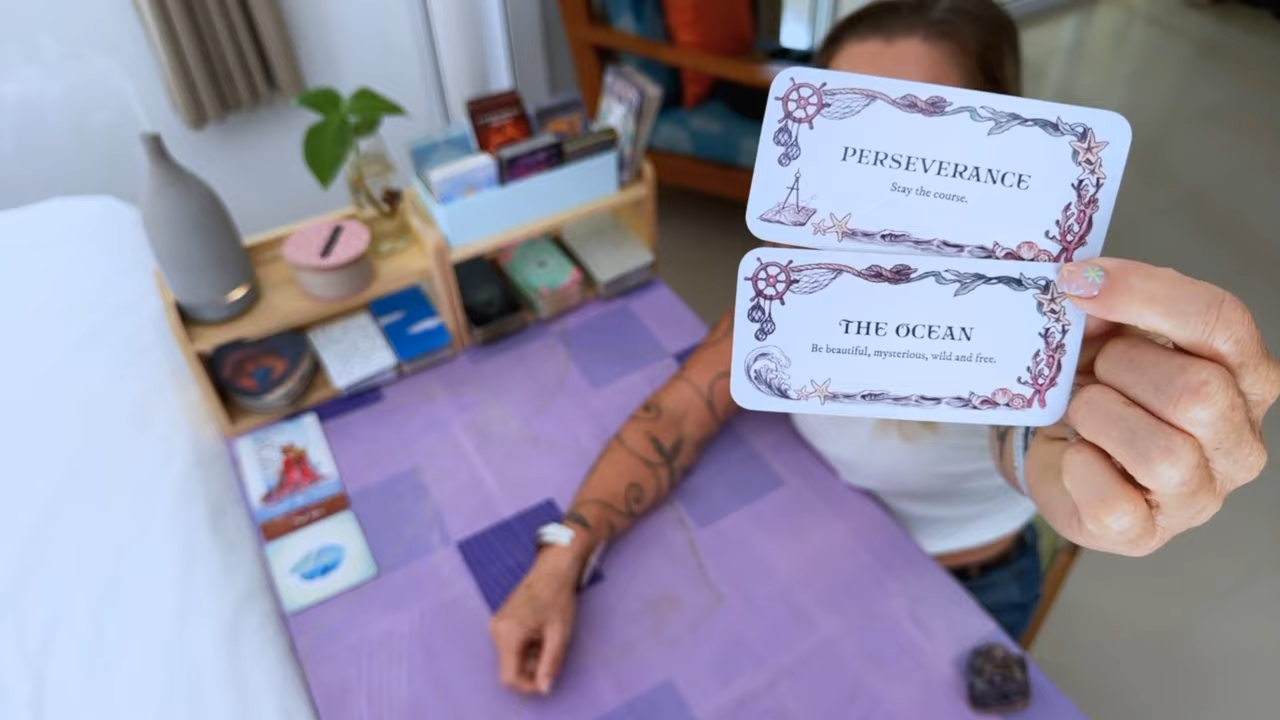 PERSEVERANCE
Stay the course.
THE OCEAN
Be beautiful, mysterious, wild and free.